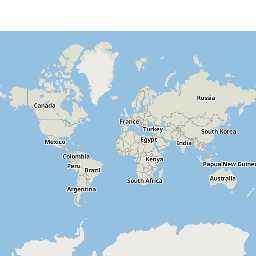 Russia
Canada
France
Turkey
South Korea
Mexico
Egypt
India
Colombia
Kenya
Papua New Guine
Peru
Brazil
Australia
South Africa
Argentina